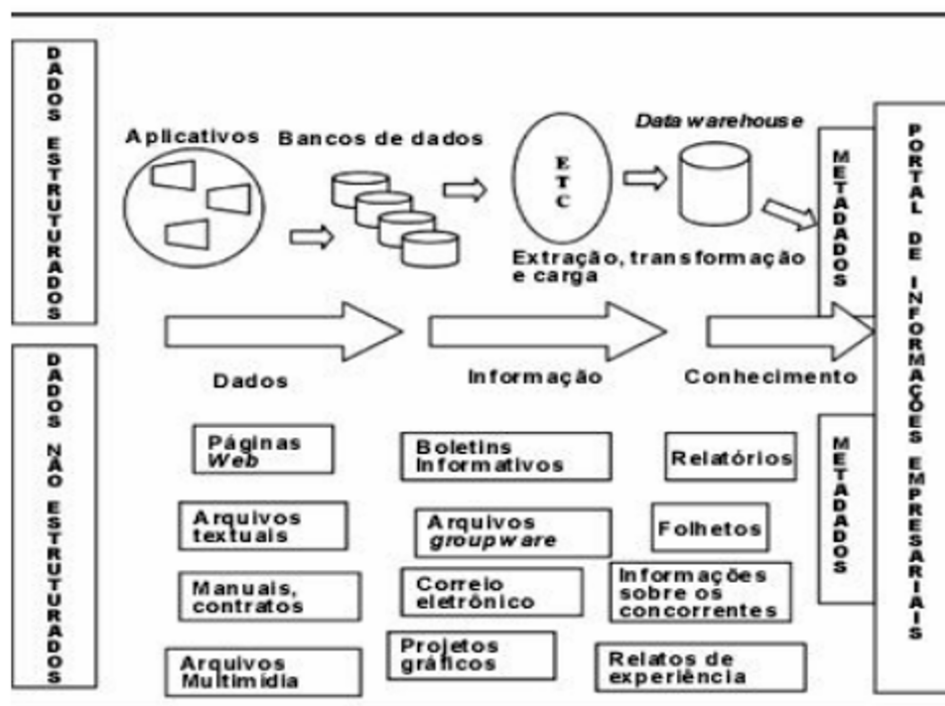 DADOS ESTRUTURADOS
Aplicativos
Bancos de dados
ETC
Extração, transformação
e carga
Data warehouse
METADADOS
PORTAL DE INFORMAÇÕES EMPRESARIAIS
Dados
Informação
Conhecimento
DADOS NÃO ESTRUTURADOS
Páginas
Web
Boletins
Informativos
Relatórios
Arquivos
textuais
Arquivos
groupware
Folhetos
Manuais,
contratos
Correio
eletrônico
Informações
sobre os
concorrentes
Arquivos
Multimídia
Projetos
gráficos
Relatos de
experiência
METADADOS